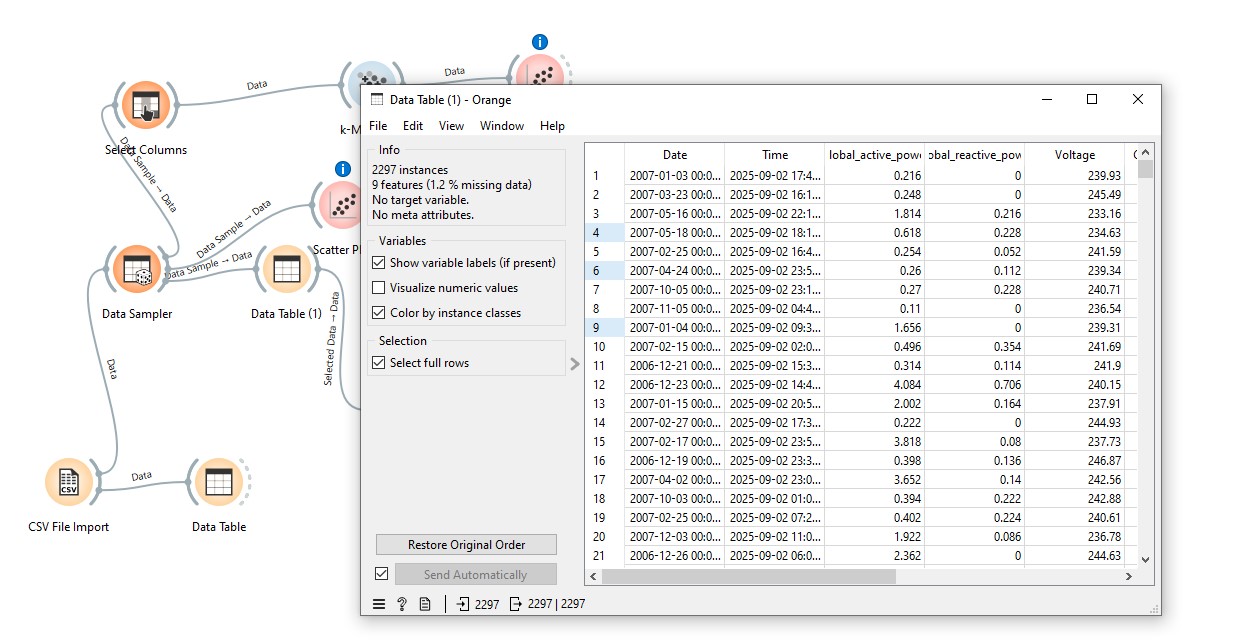 Data
Data
Select Columns
k-M
Data Sample → Data
Data Sample → Data
Scatter Pl
Data Sample → Data
Data Sampler
Data Table (1)
Selected Data → Data
Data
Data
CSV
CSV File Import
Data Table
Data Table (1) - Orange
File Edit View Window Help
Info
2297 instances
9 features (1.2 % missing data)
No target variable.
No meta attributes.
Variables
Show variable labels (if present)
Visualize numeric values
Color by instance classes
Selection
Select full rows
Restore Original Order
Send Automatically
2297 2297 | 2297
Date Time lobal_active_powe obal_reactive_pow Voltage
1 2007-01-03 00:0... 2025-09-02 17:4... 0.216 0 239.93
2 2007-03-23 00:0... 2025-09-02 16:1... 0.248 0 245.49
3 2007-05-16 00:0... 2025-09-02 22:1... 1.814 0.216 233.16
4 2007-05-18 00:0... 2025-09-02 18:1... 0.618 0.228 234.63
5 2007-02-25 00:0... 2025-09-02 16:4... 0.254 0.052 241.59
6 2007-04-24 00:0... 2025-09-02 23:5... 0.26 0.112 239.34
7 2007-10-05 00:0... 2025-09-02 23:1... 0.27 0.228 240.71
8 2007-11-05 00:0... 2025-09-02 04:4... 0.11 0 236.54
9 2007-01-04 00:0... 2025-09-02 09:3... 1.656 0 239.31
10 2007-02-15 00:0... 2025-09-02 02:0... 0.496 0.354 241.69
11 2006-12-21 00:0... 2025-09-02 15:3... 0.314 0.114 241.9
12 2006-12-23 00:0... 2025-09-02 14:4... 4.084 0.706 240.15
13 2007-01-15 00:0... 2025-09-02 20:5... 2.002 0.164 237.91
14 2007-02-27 00:0... 2025-09-02 17:3... 0.222 0 244.93
15 2007-02-17 00:0... 2025-09-02 23:5... 3.818 0.08 237.73
16 2006-12-19 00:0... 2025-09-02 23:3... 0.398 0.136 246.87
17 2007-04-02 00:0... 2025-09-02 23:0... 3.652 0.14 242.56
18 2007-10-03 00:0... 2025-09-02 01:0... 0.394 0.222 242.88
19 2007-02-25 00:0... 2025-09-02 07:2... 0.402 0.224 240.61
20 2007-12-03 00:0... 2025-09-02 11:0... 1.922 0.086 236.78
21 2006-12-26 00:0... 2025-09-02 06:0... 2.362 0 244.63